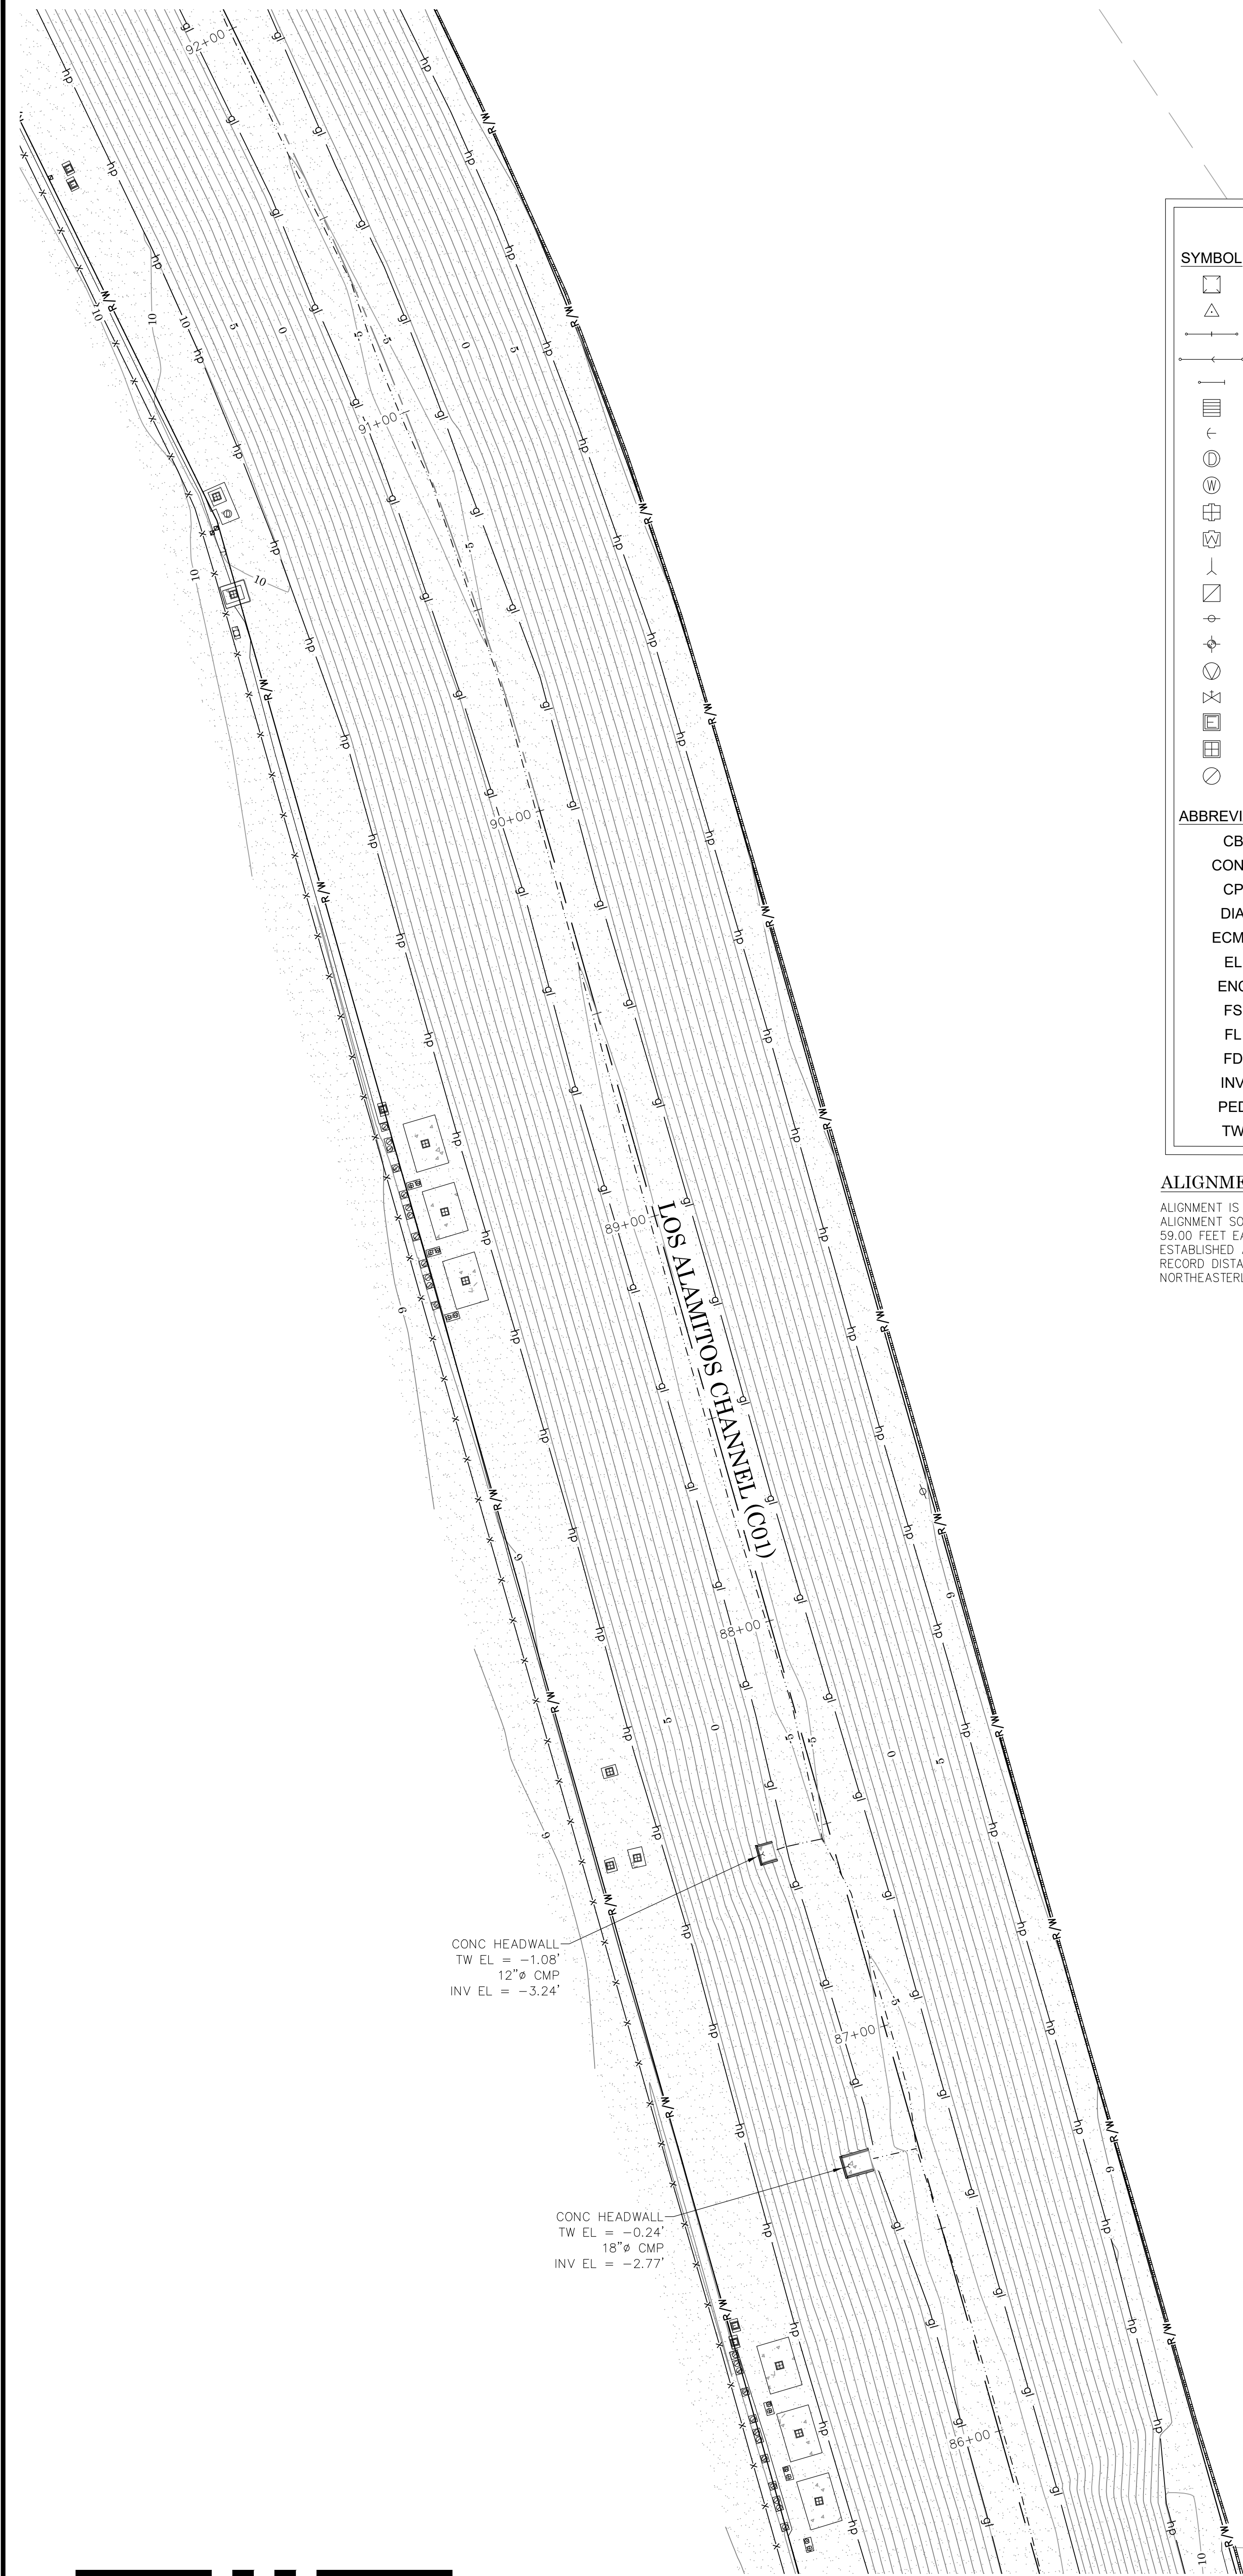 92+00
hp
gl
R/W
10
5
0
-5
91+00
90+00
89+00
LOS ALAMITOS CHANNEL (C01)
88+00
9
87+00
86+00
CONC HEADWALL
TW EL = -1.08'
12"ø CMP
INV EL = -3.24'
CONC HEADWALL
TW EL = -0.24'
18"ø CMP
INV EL = -2.77'
SYMBOL
D
W
W
E
ABBREVI
CB
CON
CP
DIA
ECM
EL
ENG
FS
FL
FD
INV
PED
TW
ALIGNME
ALIGNMENT IS
ALIGNMENT SO
59.00 FEET EA
ESTABLISHED
RECORD DISTA
NORTHEASTERL